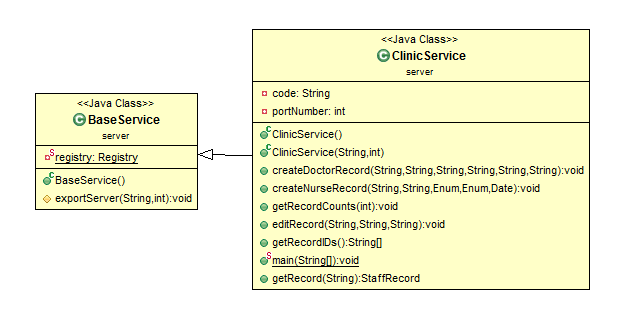 <<Java Class>>
BaseService
server
registry: Registry
BaseService()
exportServer(String,int):void
<<Java Class>>
ClinicService
server
code: String
portNumber: int
ClinicService()
ClinicService(String,int)
createDoctorRecord(String,String,String,String,String,String):void
createNurseRecord(String,String,Enum,Enum,Date):void
getRecordCounts(int):void
editRecord(String,String,String):void
getRecordIDs():String[]
main(String[]):void
getRecord(String):StaffRecord